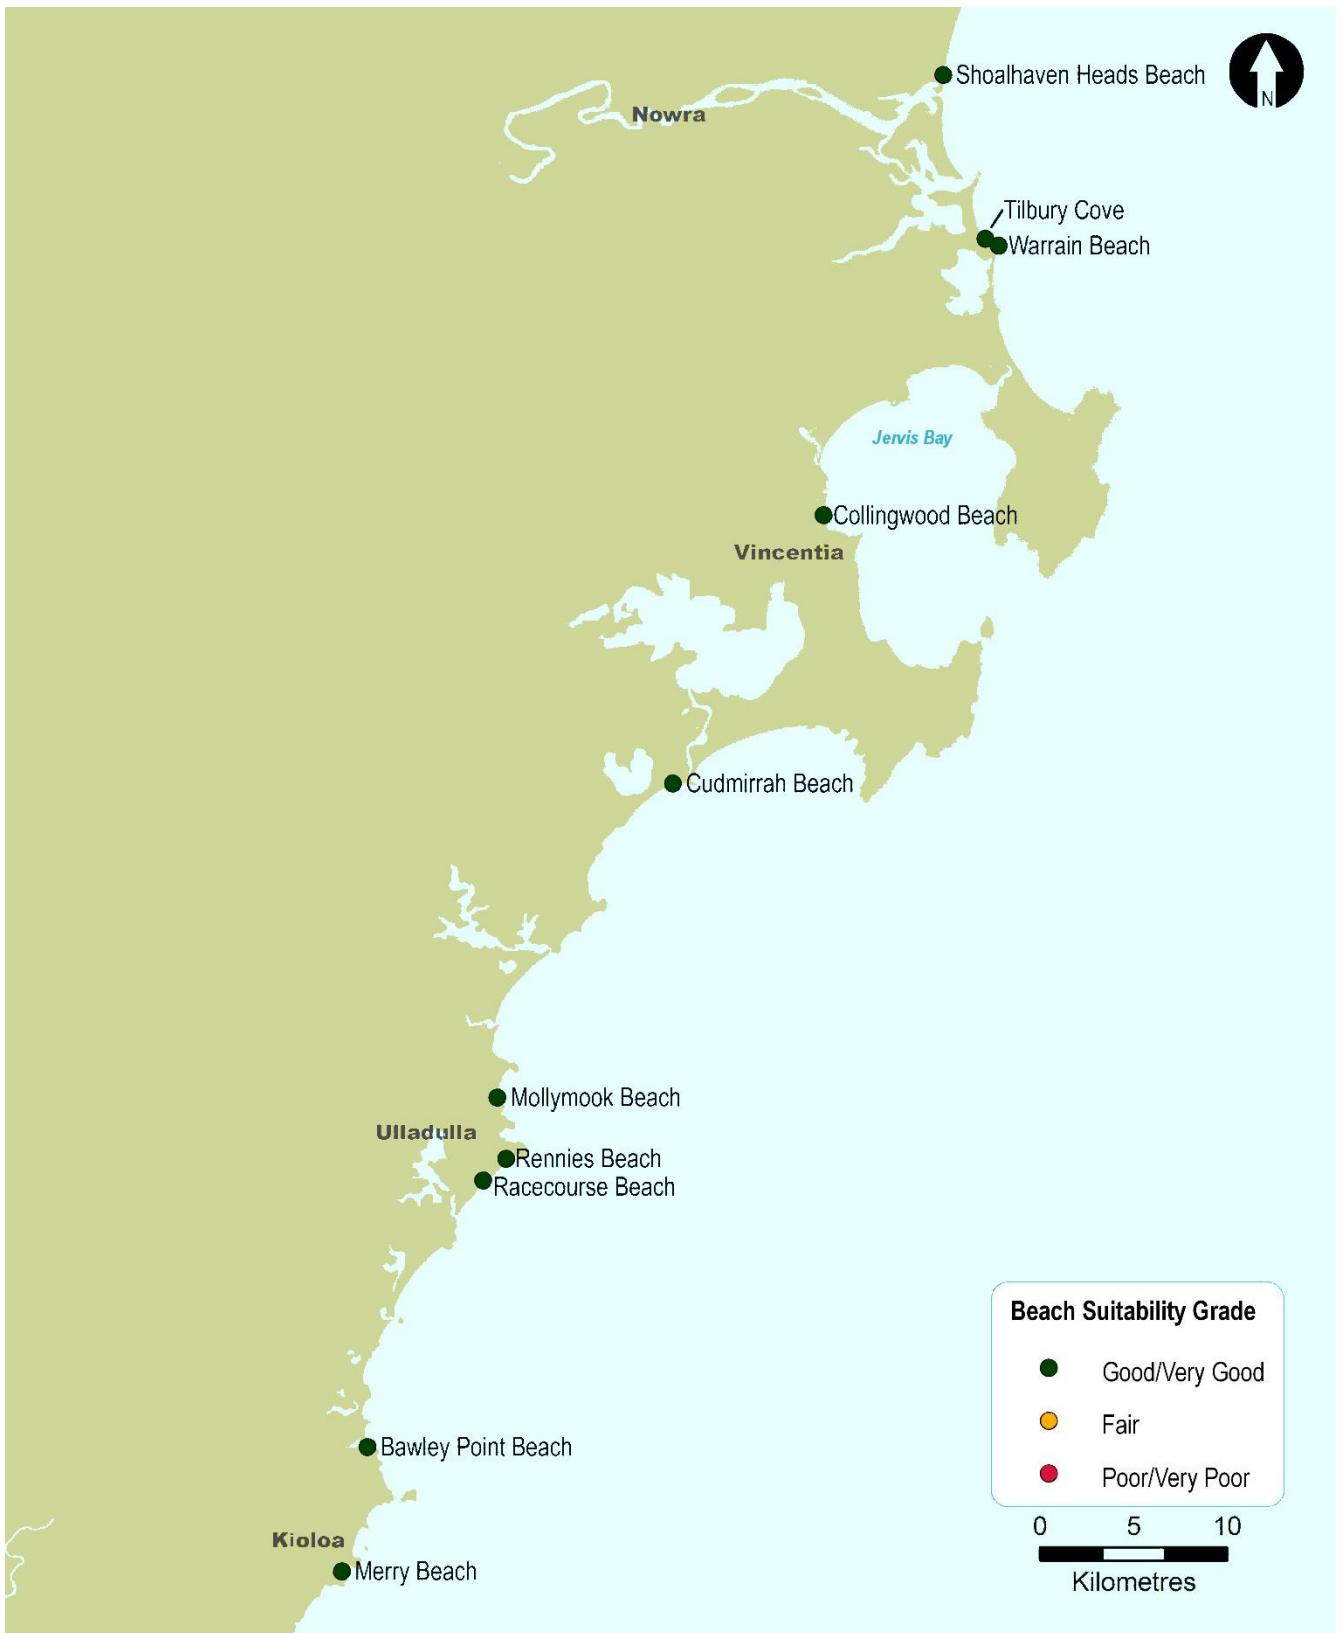 Shoalhaven Heads Beach
N
Nowra
Tilbury Cove
Warrain Beach
Jervis Bay
Collingwood Beach
Vincentia
Cudmirrah Beach
Mollymook Beach
Ulladulla
Rennies Beach
Racecourse Beach
Bawley Point Beach
Kioloa
Merry Beach
Beach Suitability Grade
Good/Very Good
Fair
Poor/Very Poor
0 5 10
Kilometres